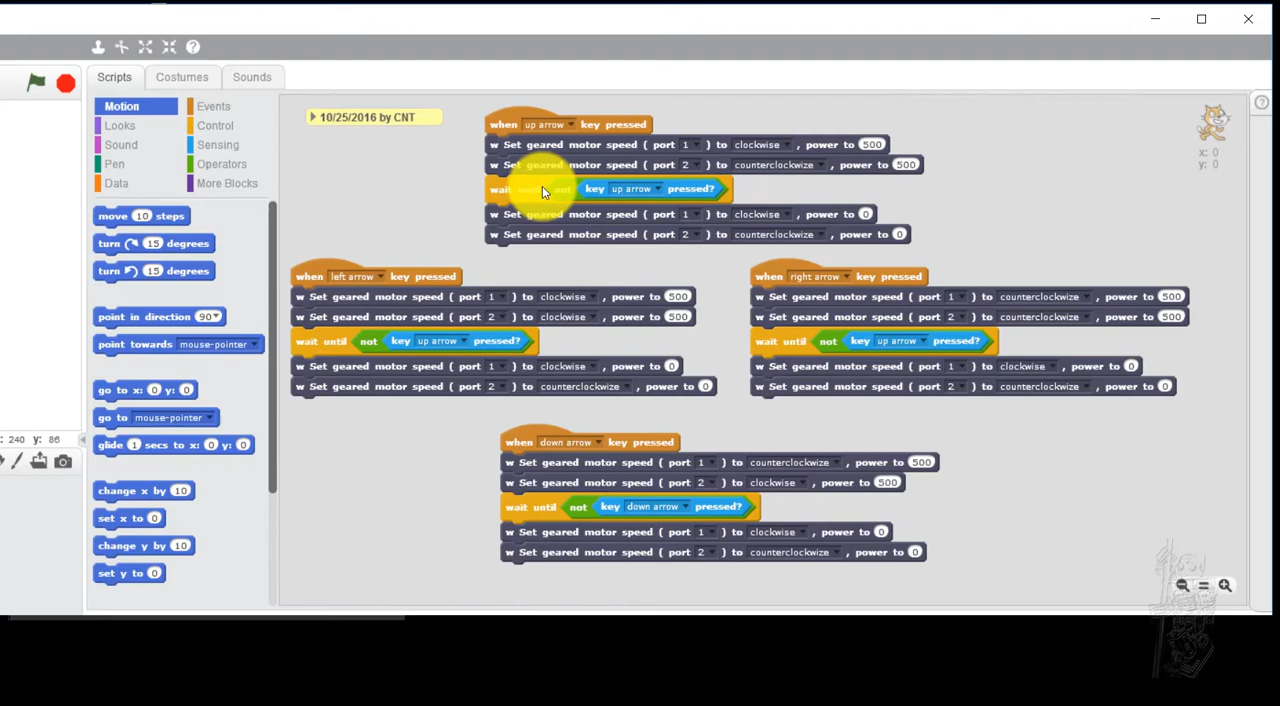 Scripts Costumes Sounds
Motion Events
Looks Control
Sound Sensing
Pen Operators
Data More Blocks
move 10 steps
turn 15 degrees
turn 15 degrees
point in direction 90
point towards mouse-pointer
go to x: 0 y: 0
go to mouse-pointer
glide 1 secs to x: 0 y: 0
change x by 10
set x to 0
change y by 10
set y to 0
: 240 y: 86
10/25/2016 by CNT
when up arrow key pressed
w Set geared motor speed ( port 1 ) to clockwise , power to 500
w Set geared motor speed ( port 2 ) to counterclockwize , power to 500
wait not key up arrow pressed?
w Set geared motor speed ( port 1 ) to clockwise , power to 0
w Set geared motor speed ( port 2 ) to counterclockwize , power to 0
when left arrow key pressed
w Set geared motor speed ( port 1 ) to clockwise , power to 500
w Set geared motor speed ( port 2 ) to clockwise , power to 500
wait until not key up arrow pressed?
w Set geared motor speed ( port 1 ) to clockwise , power to 0
w Set geared motor speed ( port 2 ) to counterclockwize , power to 0
when right arrow key pressed
w Set geared motor speed ( port 1 ) to counterclockwize , power to 500
w Set geared motor speed ( port 2 ) to counterclockwize , power to 500
wait until not key up arrow pressed?
w Set geared motor speed ( port 1 ) to clockwise , power to 0
w Set geared motor speed ( port 2 ) to counterclockwize , power to 0
when down arrow key pressed
w Set geared motor speed ( port 1 ) to counterclockwize , power to 500
w Set geared motor speed ( port 2 ) to clockwise , power to 500
wait until not key down arrow pressed?
w Set geared motor speed ( port 1 ) to clockwise , power to 0
w Set geared motor speed ( port 2 ) to counterclockwize , power to 0
x: 0
y: 0